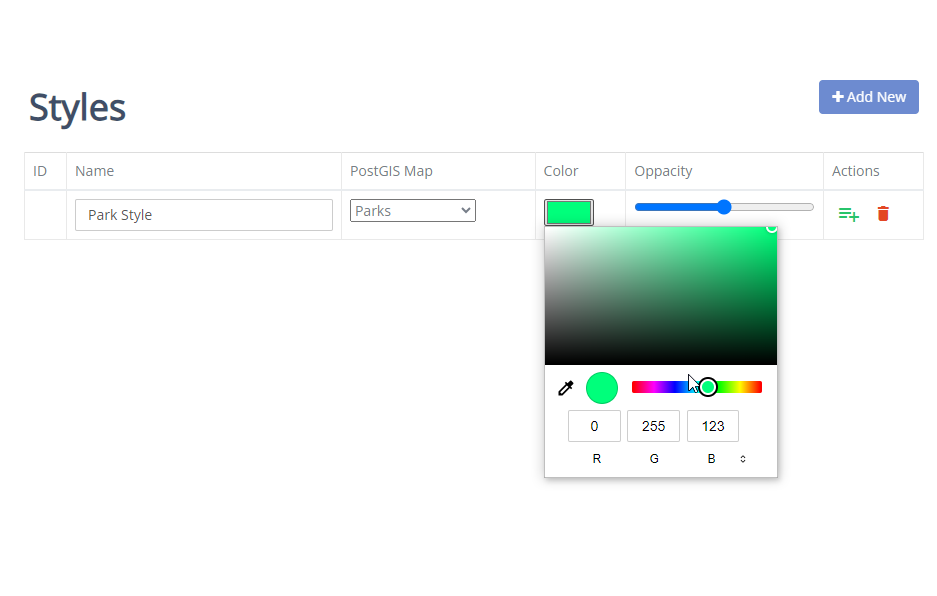 Styles
Add New
ID Name PostGIS Map Color Oppacity Actions
Park Style Parks
0 255 123
R G B